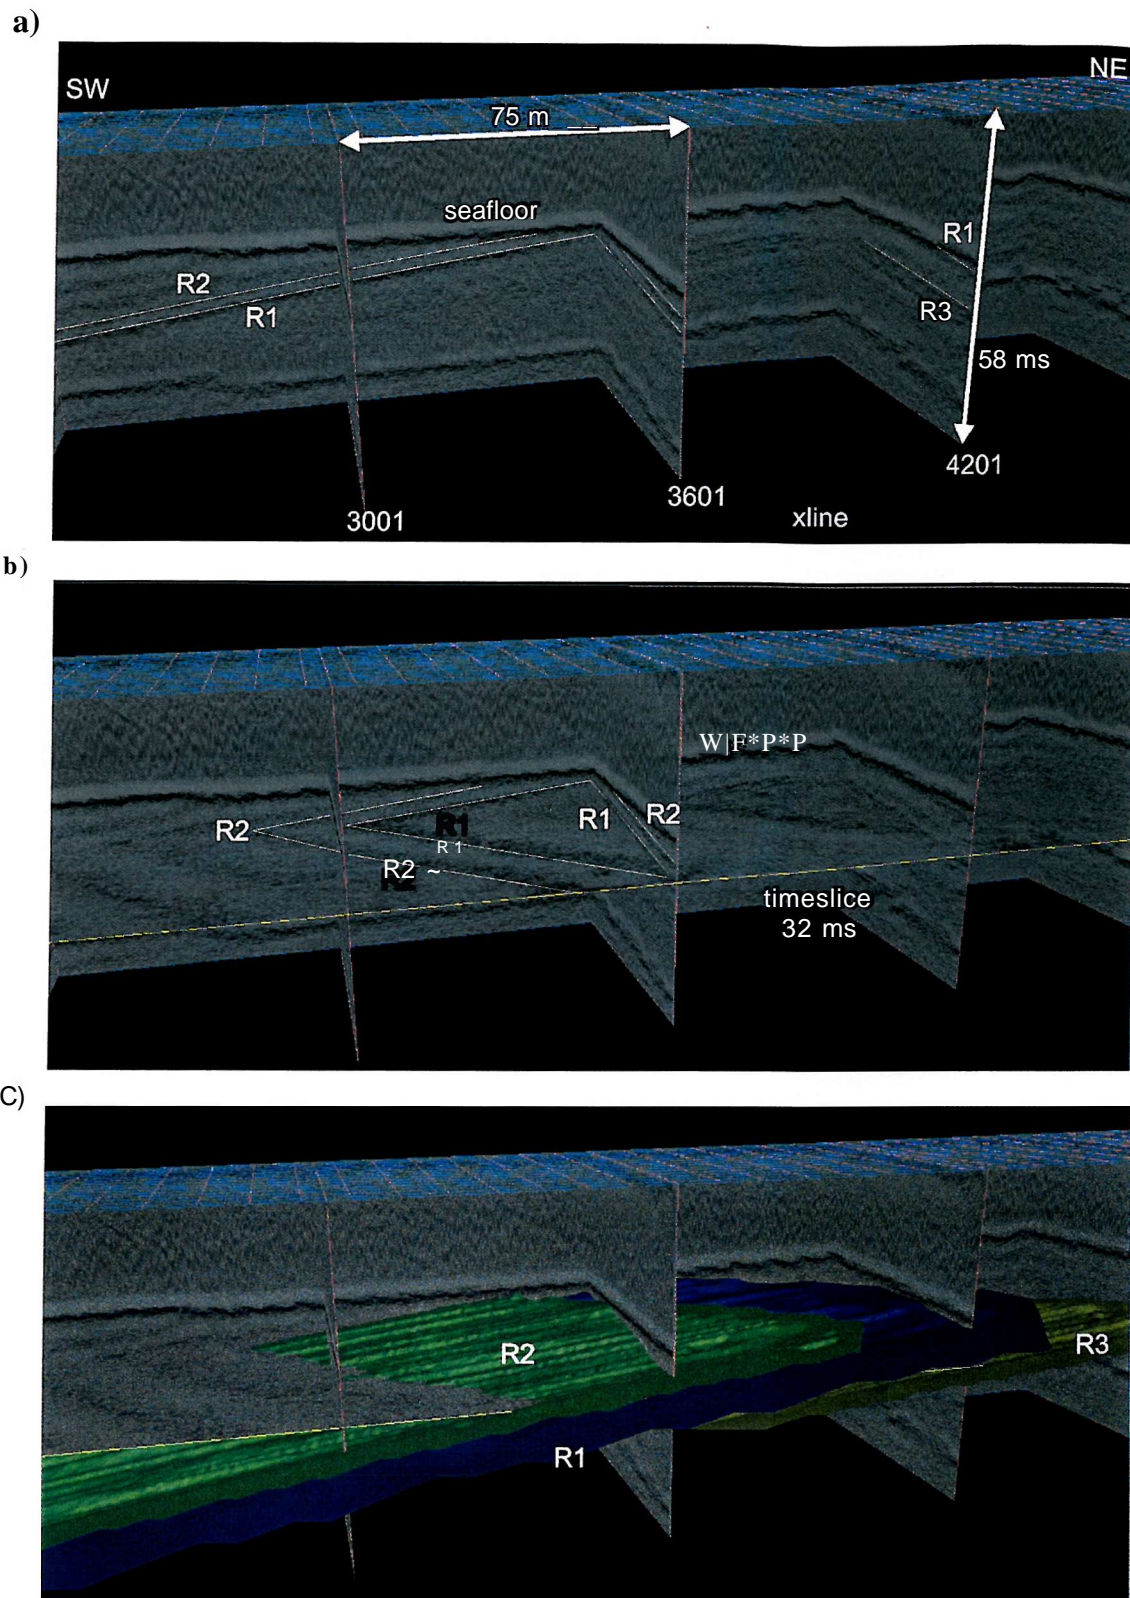 a)
SW
NE
75 m
seafloor
R1
R2
R1
R3
58 ms
4201
3601
3001
xline
b)
W|F*P*P
R2
R1
R1
R2
R 1
R2 ~
timeslice
32 ms
C)
R2
R3
R1